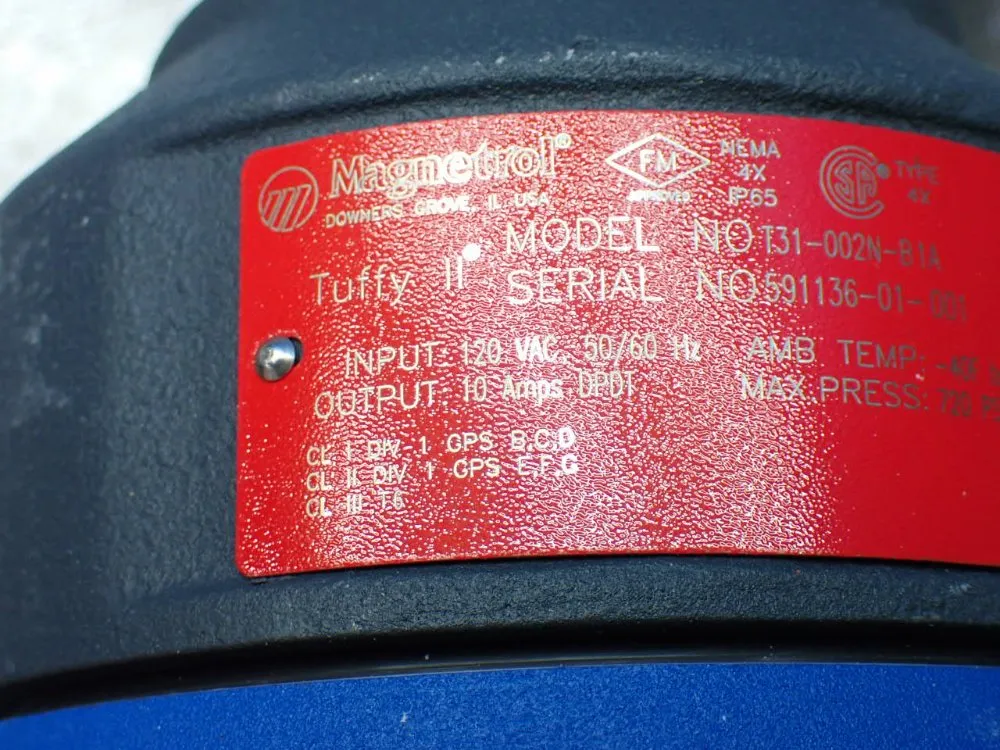 Magnetrol®
DOWNERS GROVE, IL USA
FM
APPROVED
NEMA
4X
IP65
SA®
TYPE
4X
Tuffy II®
MODEL NO T31-002N-B1A
SERIAL NO 591136-01-001
INPUT: 120 VAC, 50/60 Hz AMB TEMP: -40F
OUTPUT 10 Amps DPDT MAX PRESS:
CL I DIV 1 GPS B,C,D
CL II DIV 1 GPS E,F,G
CL III T6